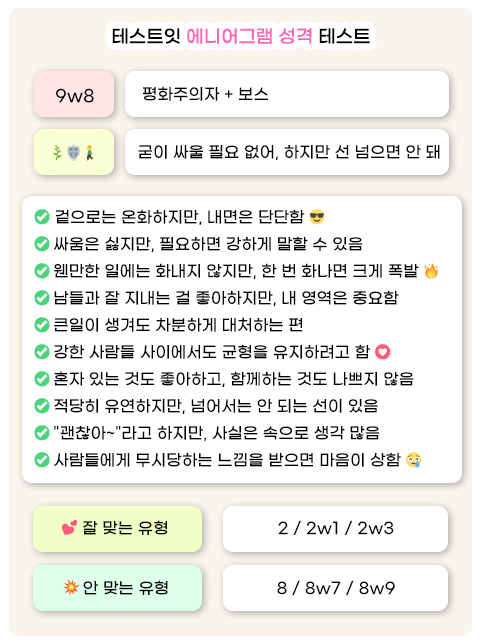 테스트잇 에니어그램 성격 테스트
9w8
평화주의자 + 보스
굳이 싸울 필요 없어, 하지만 선 넘으면 안 돼
겉으로는 온화하지만, 내면은 단단함 😎
싸움은 싫지만, 필요하면 강하게 말할 수 있음
웬만한 일에는 화내지 않지만, 한 번 화나면 크게 폭발 🔥
남들과 잘 지내는 걸 좋아하지만, 내 영역은 중요함
큰일이 생겨도 차분하게 대처하는 편
강한 사람들 사이에서도 균형을 유지하려고 함
혼자 있는 것도 좋아하고, 함께하는 것도 나쁘지 않음
적당히 유연하지만, 넘어서는 안 되는 선이 있음
"괜찮아~"라고 하지만, 사실은 속으로 생각 많음
사람들에게 무시당하는 느낌을 받으면 마음이 상함 😢
잘 맞는 유형
2 / 2w1 / 2w3
안 맞는 유형
8 / 8w7 / 8w9